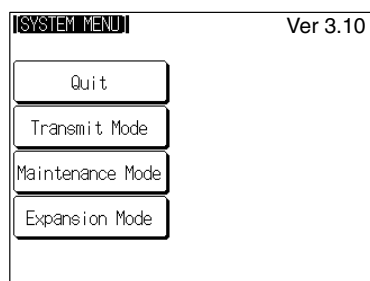 [SYSTEM MENU] Ver 3.10
Quit
Transmit Mode
Maintenance Mode
Expansion Mode